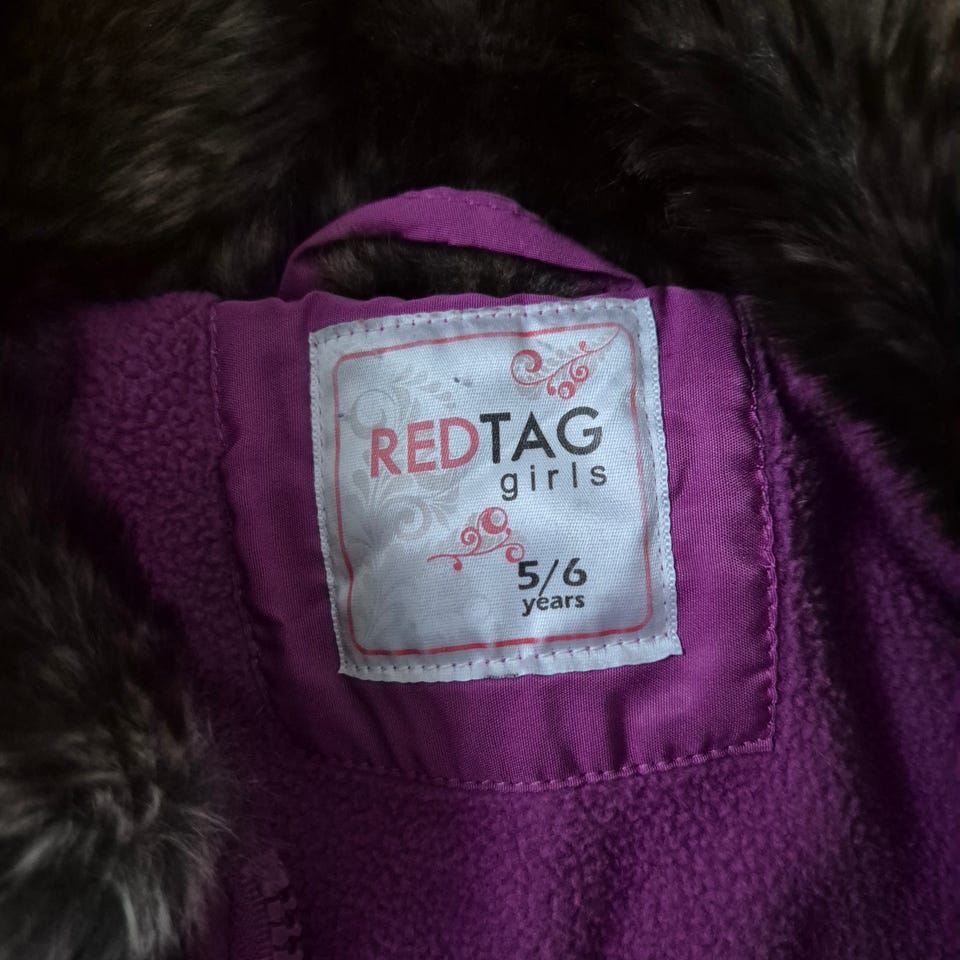 REDTAG
girls
5/6
years